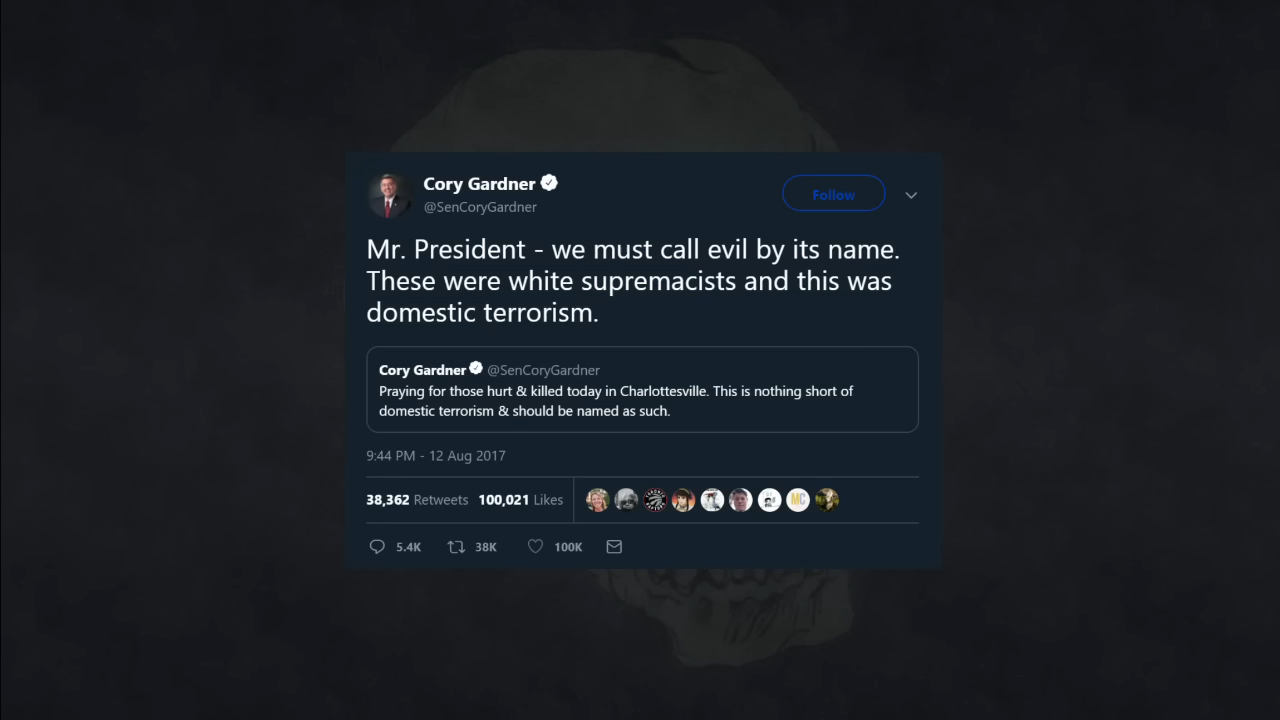 Cory Gardner
@SenCoryGardner
Follow
Mr. President - we must call evil by its name.
These were white supremacists and this was
domestic terrorism.
Cory Gardner @SenCoryGardner
Praying for those hurt & killed today in Charlottesville. This is nothing short of
domestic terrorism & should be named as such.
9:44 PM - 12 Aug 2017
38,362 Retweets 100,021 Likes
MC
5.4K 38K 100K